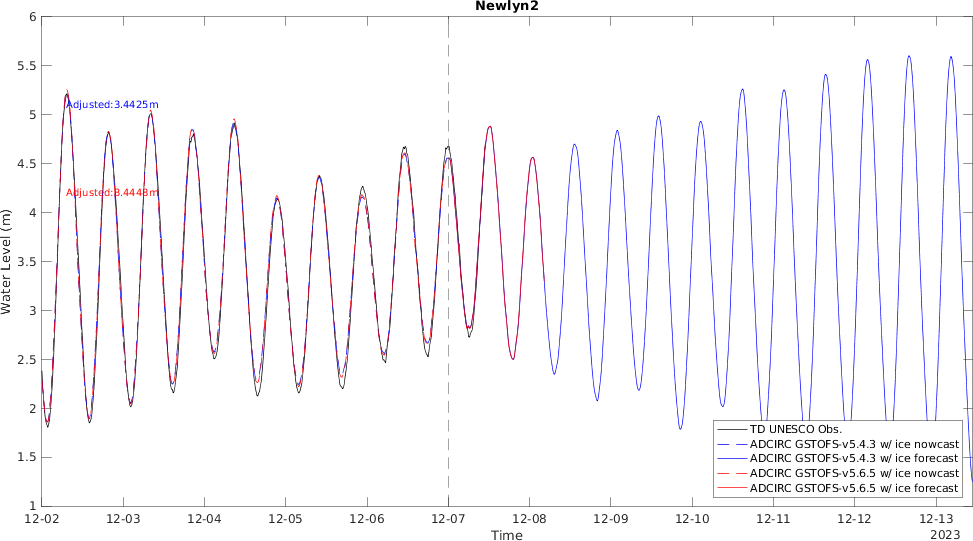 Newlyn2
6
5.5
5
4.5
4
3.5
3
2.5
2
1.5
1
Water Level (m)
Adjusted:3.4425m
Adjusted:3.4448m
TD UNESCO Obs.
ADCIRC GSTOFS-v5.4.3 w/ ice nowcast
ADCIRC GSTOFS-v5.4.3 w/ ice forecast
ADCIRC GSTOFS-v5.6.5 w/ ice nowcast
ADCIRC GSTOFS-v5.6.5 w/ ice forecast
12-02 12-03 12-04 12-05 12-06 12-07 12-08 12-09 12-10 12-11 12-12 12-13
2023
Time